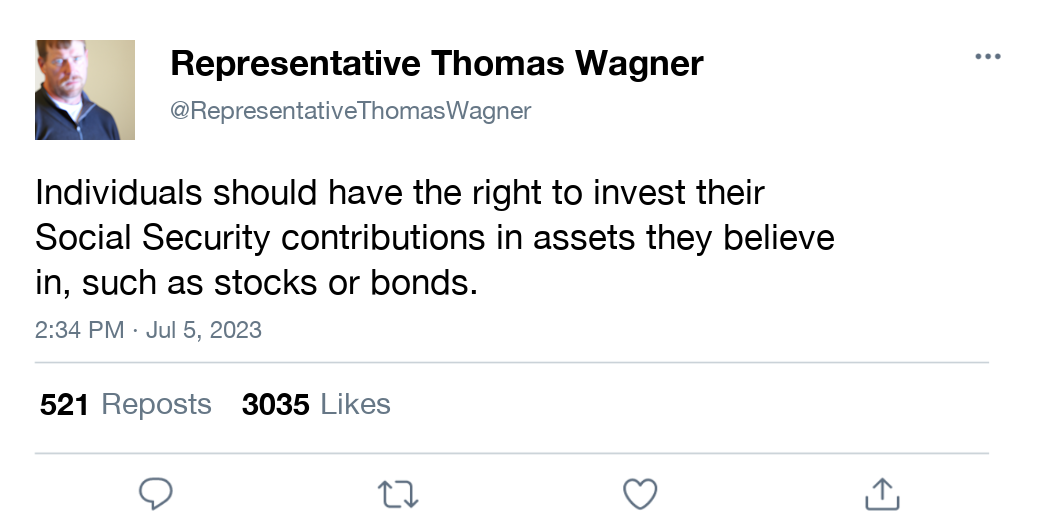 Representative Thomas Wagner
@RepresentativeThomasWagner
Individuals should have the right to invest their
Social Security contributions in assets they believe
in, such as stocks or bonds.
2:34 PM · Jul 5, 2023
521 Reposts 3035 Likes